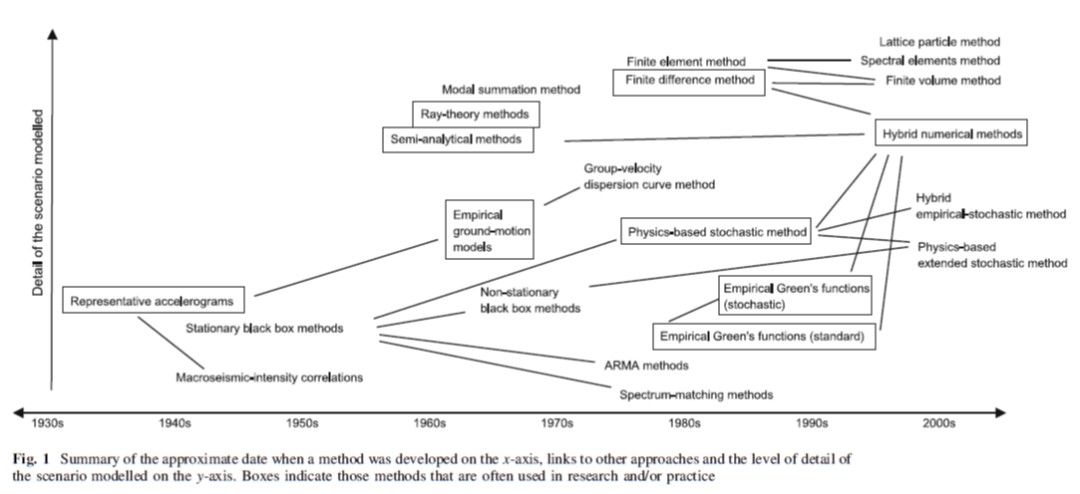 Lattice particle method
Finite element method
Spectral elements method
Finite difference method
Finite volume method
Modal summation method
Ray-theory methods
Semi-analytical methods
Hybrid numerical methods
Group-velocity
dispersion curve method
Empirical
ground-motion
models
Physics-based stochastic method
Hybrid
empirical-stochastic method
Physics-based
extended stochastic method
Representative accelerograms
Non-stationary
black box methods
Empirical Green's functions
(stochastic)
Stationary black box methods
Empirical Green's functions (standard)
ARMA methods
Macroseismic-intensity correlations
Spectrum-matching methods
Detail of the scenario modelled
1930s 1940s 1950s 1960s 1970s 1980s 1990s 2000s
Fig. 1 Summary of the approximate date when a method was developed on the x-axis, links to other approaches and the level of detail of
the scenario modelled on the y-axis. Boxes indicate those methods that are often used in research and/or practice